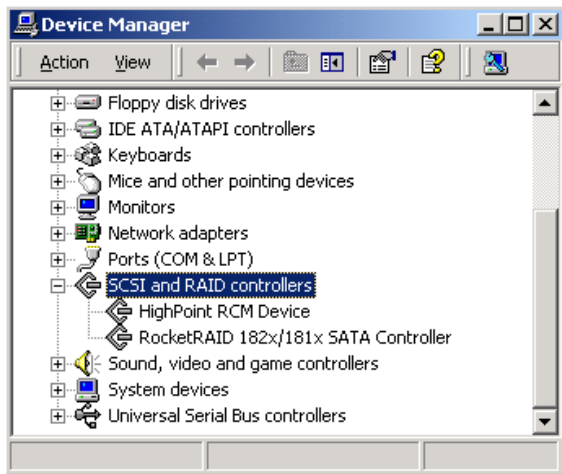 Device Manager
Action View
Floppy disk drives
IDE ATA/ATAPI controllers
Keyboards
Mice and other pointing devices
Monitors
Network adapters
Ports (COM & LPT)
SCSI and RAID controllers
HighPoint RCM Device
RocketRAID 182x/181x SATA Controller
Sound, video and game controllers
System devices
Universal Serial Bus controllers